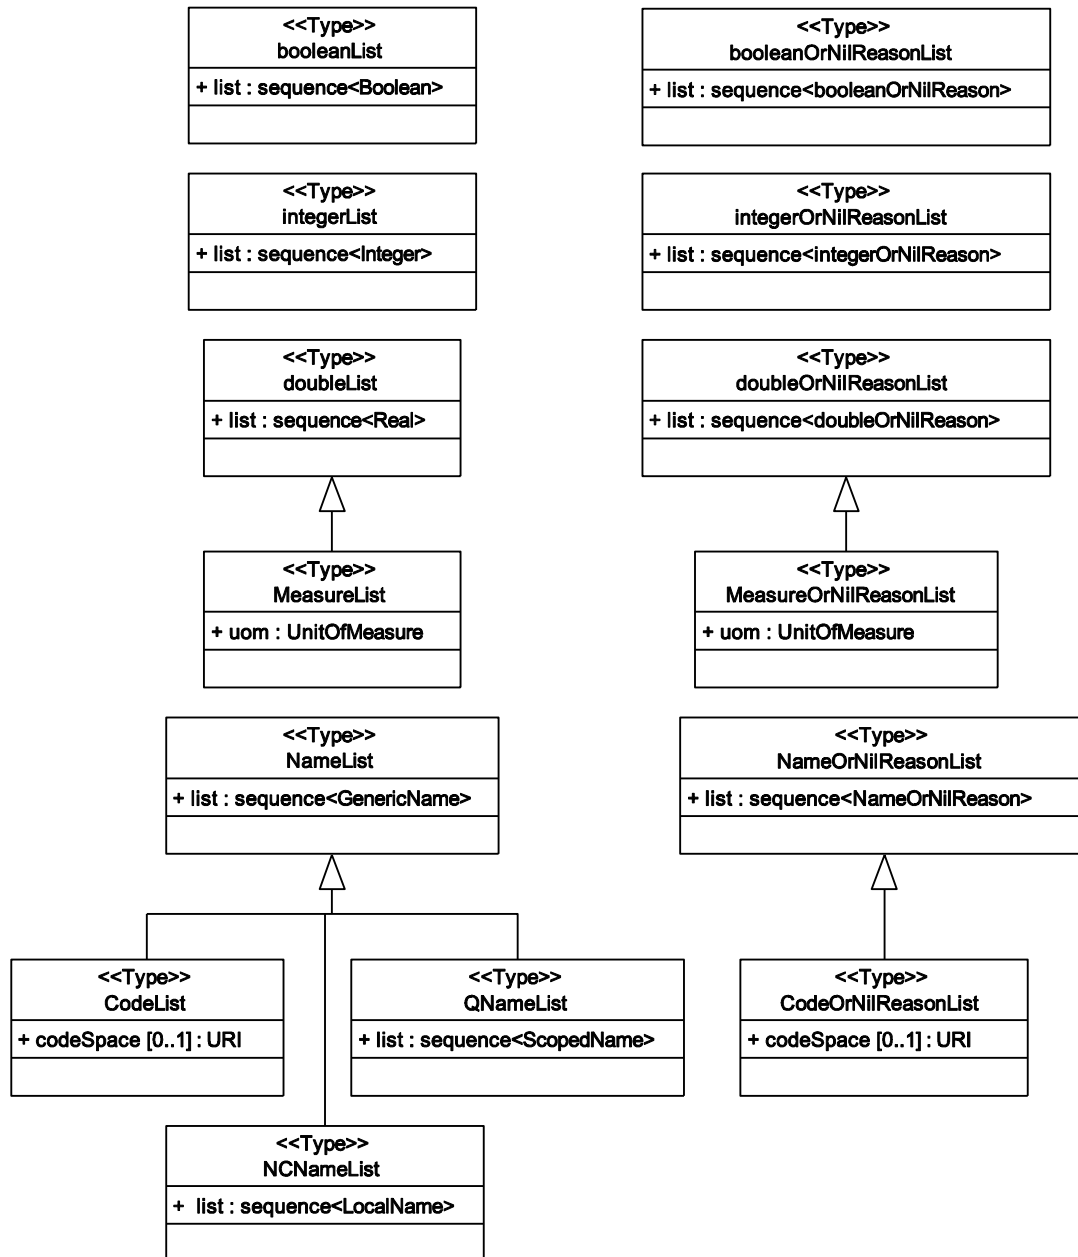 <<Type>>
booleanList
+ list : sequence<Boolean>
<<Type>>
booleanOrNilReasonList
+ list : sequence<booleanOrNilReason>
<<Type>>
integerList
+ list : sequence<Integer>
<<Type>>
integerOrNilReasonList
+ list : sequence<integerOrNilReason>
<<Type>>
doubleList
+ list : sequence<Real>
<<Type>>
doubleOrNilReasonList
+ list : sequence<doubleOrNilReason>
<<Type>>
MeasureList
+ uom : UnitOfMeasure
<<Type>>
MeasureOrNilReasonList
+ uom : UnitOfMeasure
<<Type>>
NameList
+ list : sequence<GenericName>
<<Type>>
NameOrNilReasonList
+ list : sequence<NameOrNilReason>
<<Type>>
CodeList
+ codeSpace [0..1] : URI
<<Type>>
QNameList
+ list : sequence<ScopedName>
<<Type>>
CodeOrNilReasonList
+ codeSpace [0..1] : URI
<<Type>>
NCNameList
+ list : sequence<LocalName>